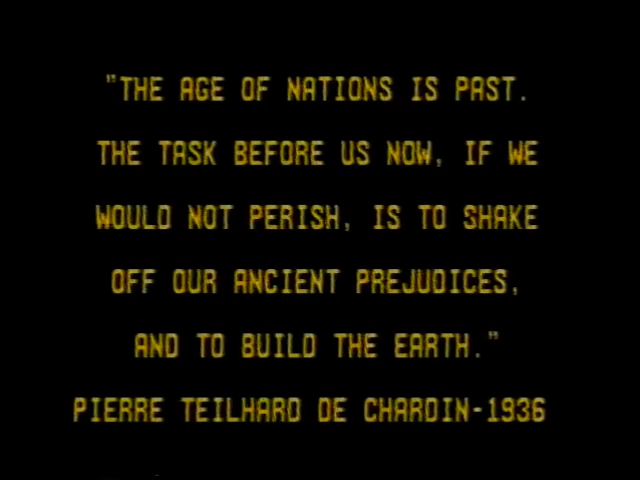 "THE AGE OF NATIONS IS PAST.
THE TASK BEFORE US NOW, IF WE
WOULD NOT PERISH, IS TO SHAKE
OFF OUR ANCIENT PREJUDICES,
AND TO BUILD THE EARTH."
PIERRE TEILHARD DE CHARDIN-1936